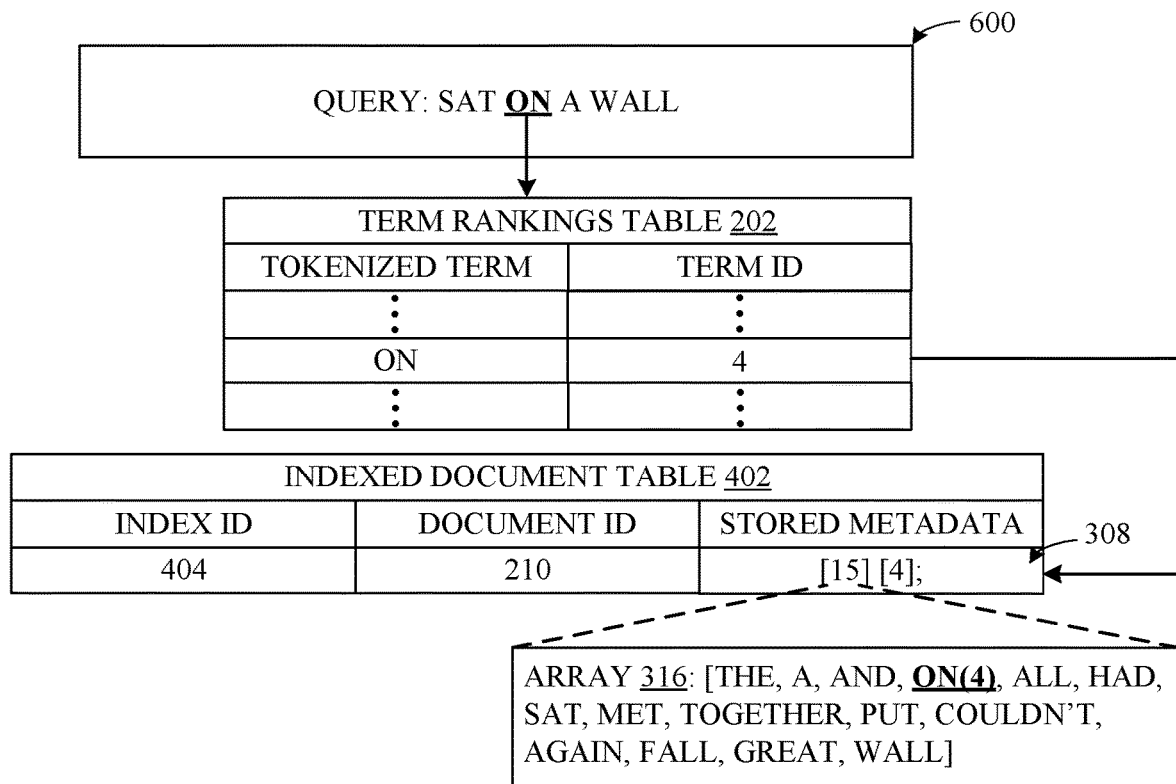 600
QUERY: SAT ON A WALL
TERM RANKINGS TABLE 202
TOKENIZED TERM TERM ID
ON 4
INDEXED DOCUMENT TABLE 402
INDEX ID DOCUMENT ID STORED METADATA
308
404 210 [15] [4];
ARRAY 316: [THE, A, AND, ON(4), ALL, HAD,
SAT, MET, TOGETHER, PUT, COULDN’T,
AGAIN, FALL, GREAT, WALL]